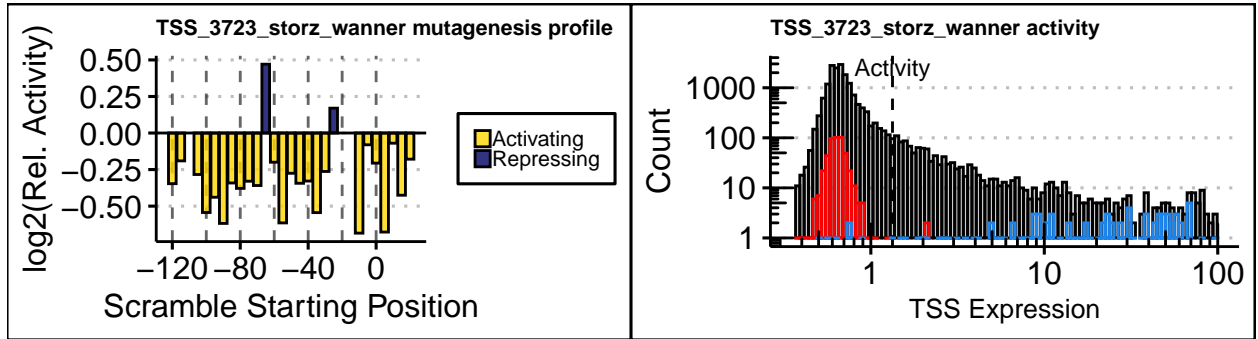 TSS_3723_storz_wanner mutagenesis profile
log2(Rel. Activity)
0.50
0.25
0.00
−0.25
−0.50
−120
−80
−40
0
Scramble Starting Position
Activating
Repressing
TSS_3723_storz_wanner activity
Activity
Count
1000
100
10
1
1
10
100
TSS Expression